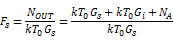 F_S = N_OUT / kT_0 G_S = kT_0 G_S + kT_0 G_i + N_A / kT_0 G_S